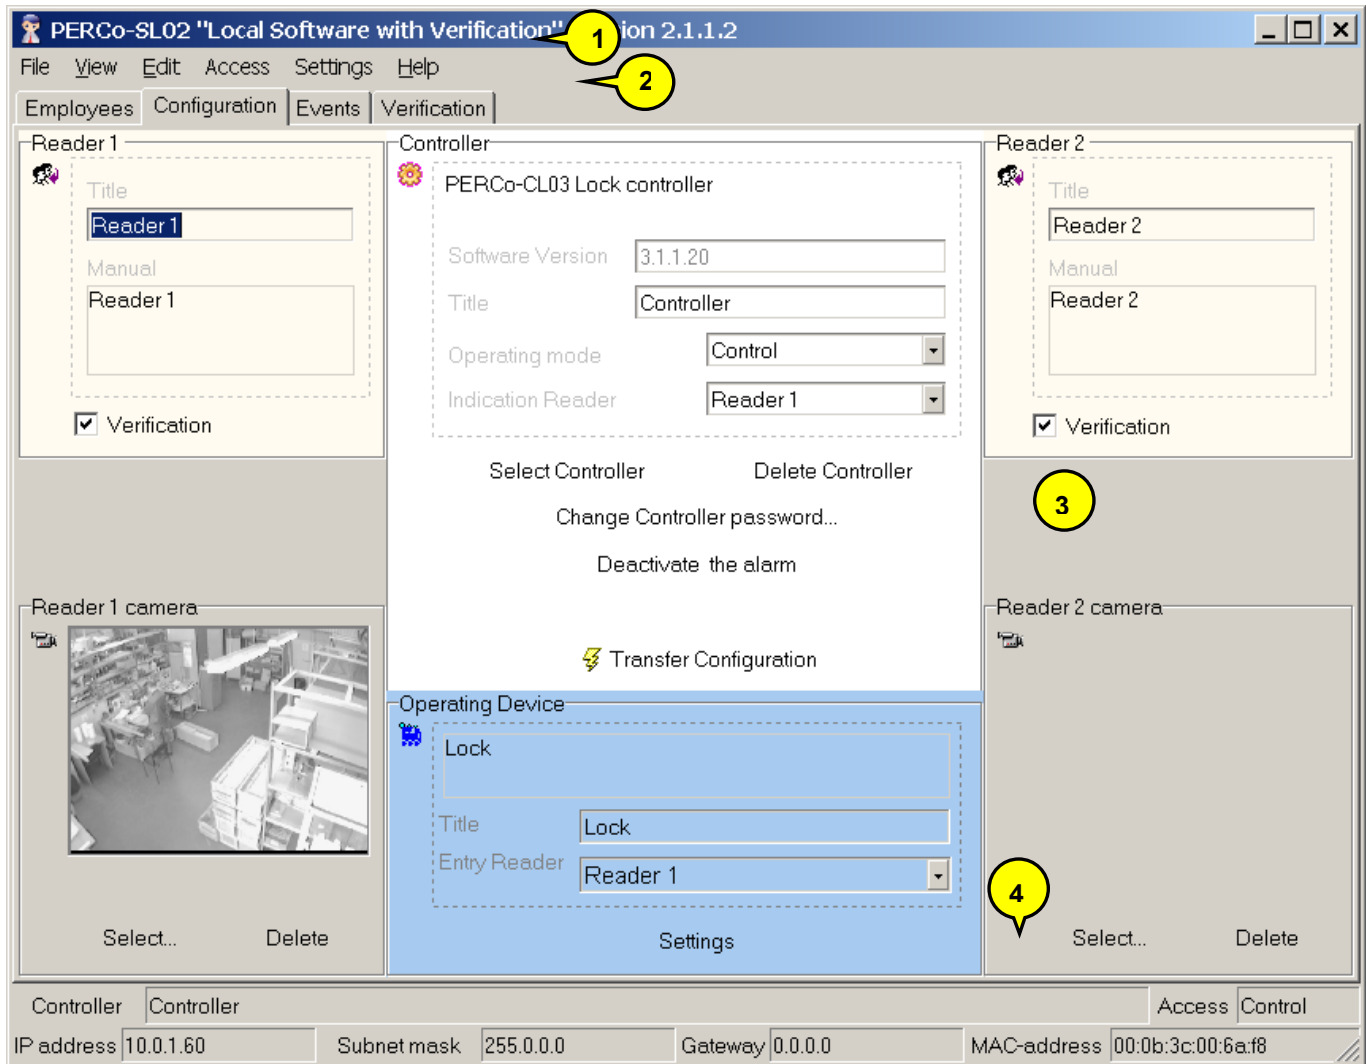 PERCo-SL02 "Local Software with Verification" ion 2.1.1.2
1
File View Edit Access Settings Help
2
Employees Configuration Events Verification
Reader 1
Title
Reader 1
Manual
Reader 1
Verification
Controller
PERCo-CL03 Lock controller
Software Version 3.1.1.20
Title Controller
Operating mode Control
Indication Reader Reader 1
Select Controller Delete Controller
Change Controller password...
Deactivate the alarm
Transfer Configuration
Reader 2
Title
Reader 2
Manual
Reader 2
Verification
3
Reader 1 camera
Select... Delete
Operating Device
Lock
Title Lock
Entry Reader Reader 1
Settings
Reader 2 camera
4
Select... Delete
Controller Controller Access Control
IP address 10.0.1.60 Subnet mask 255.0.0.0 Gateway 0.0.0.0 MAC-address 00:0b:3c:00:6a:f8